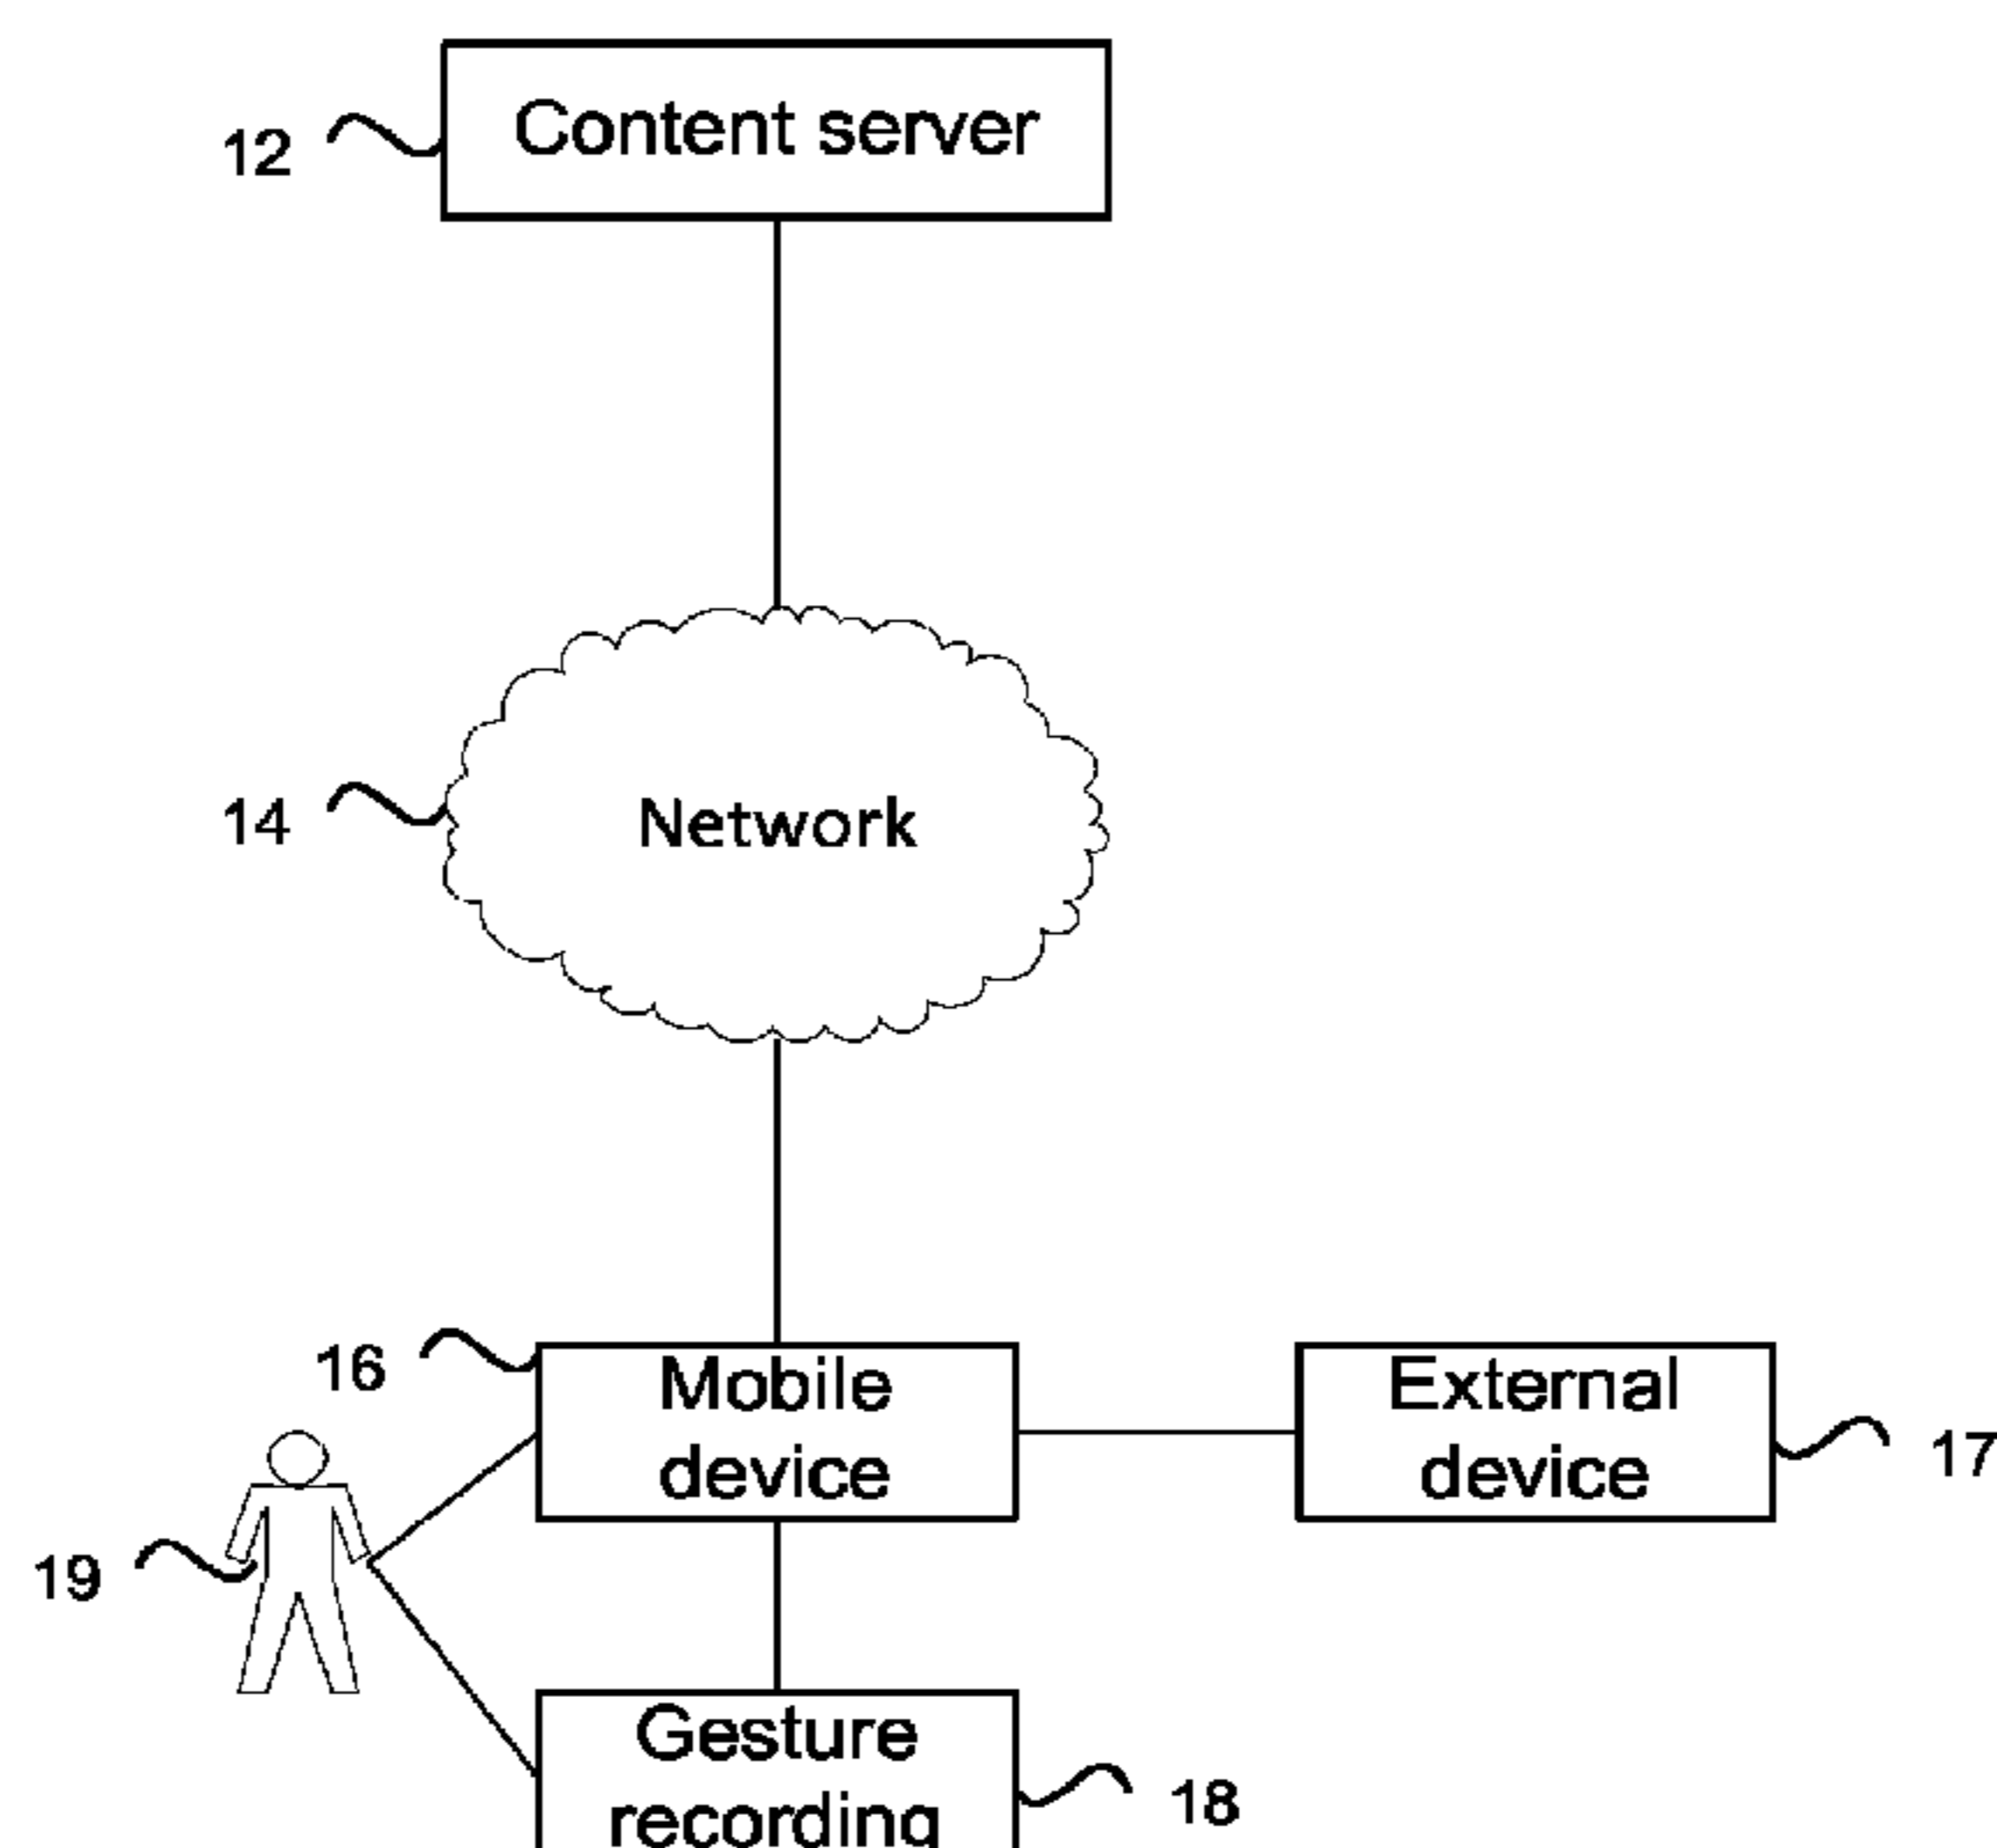 12
Content server
14
Network
16
Mobile
device
External
device
17
19
Gesture
recording
18